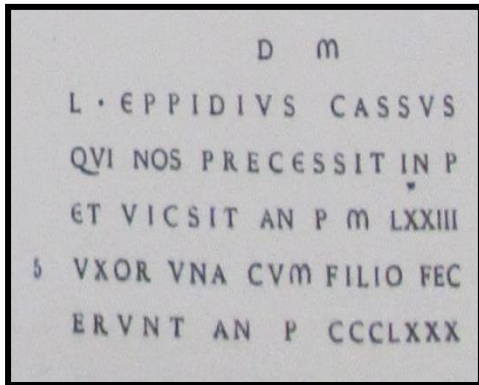 D M
L · EPPIDIVS CASSVS
QVI NOS PRECESSIT IN P
ET VICSIT AN P M LXXIII
5 VXOR VNA CVM FILIO FEC
ERVNT AN P CCCLXXX